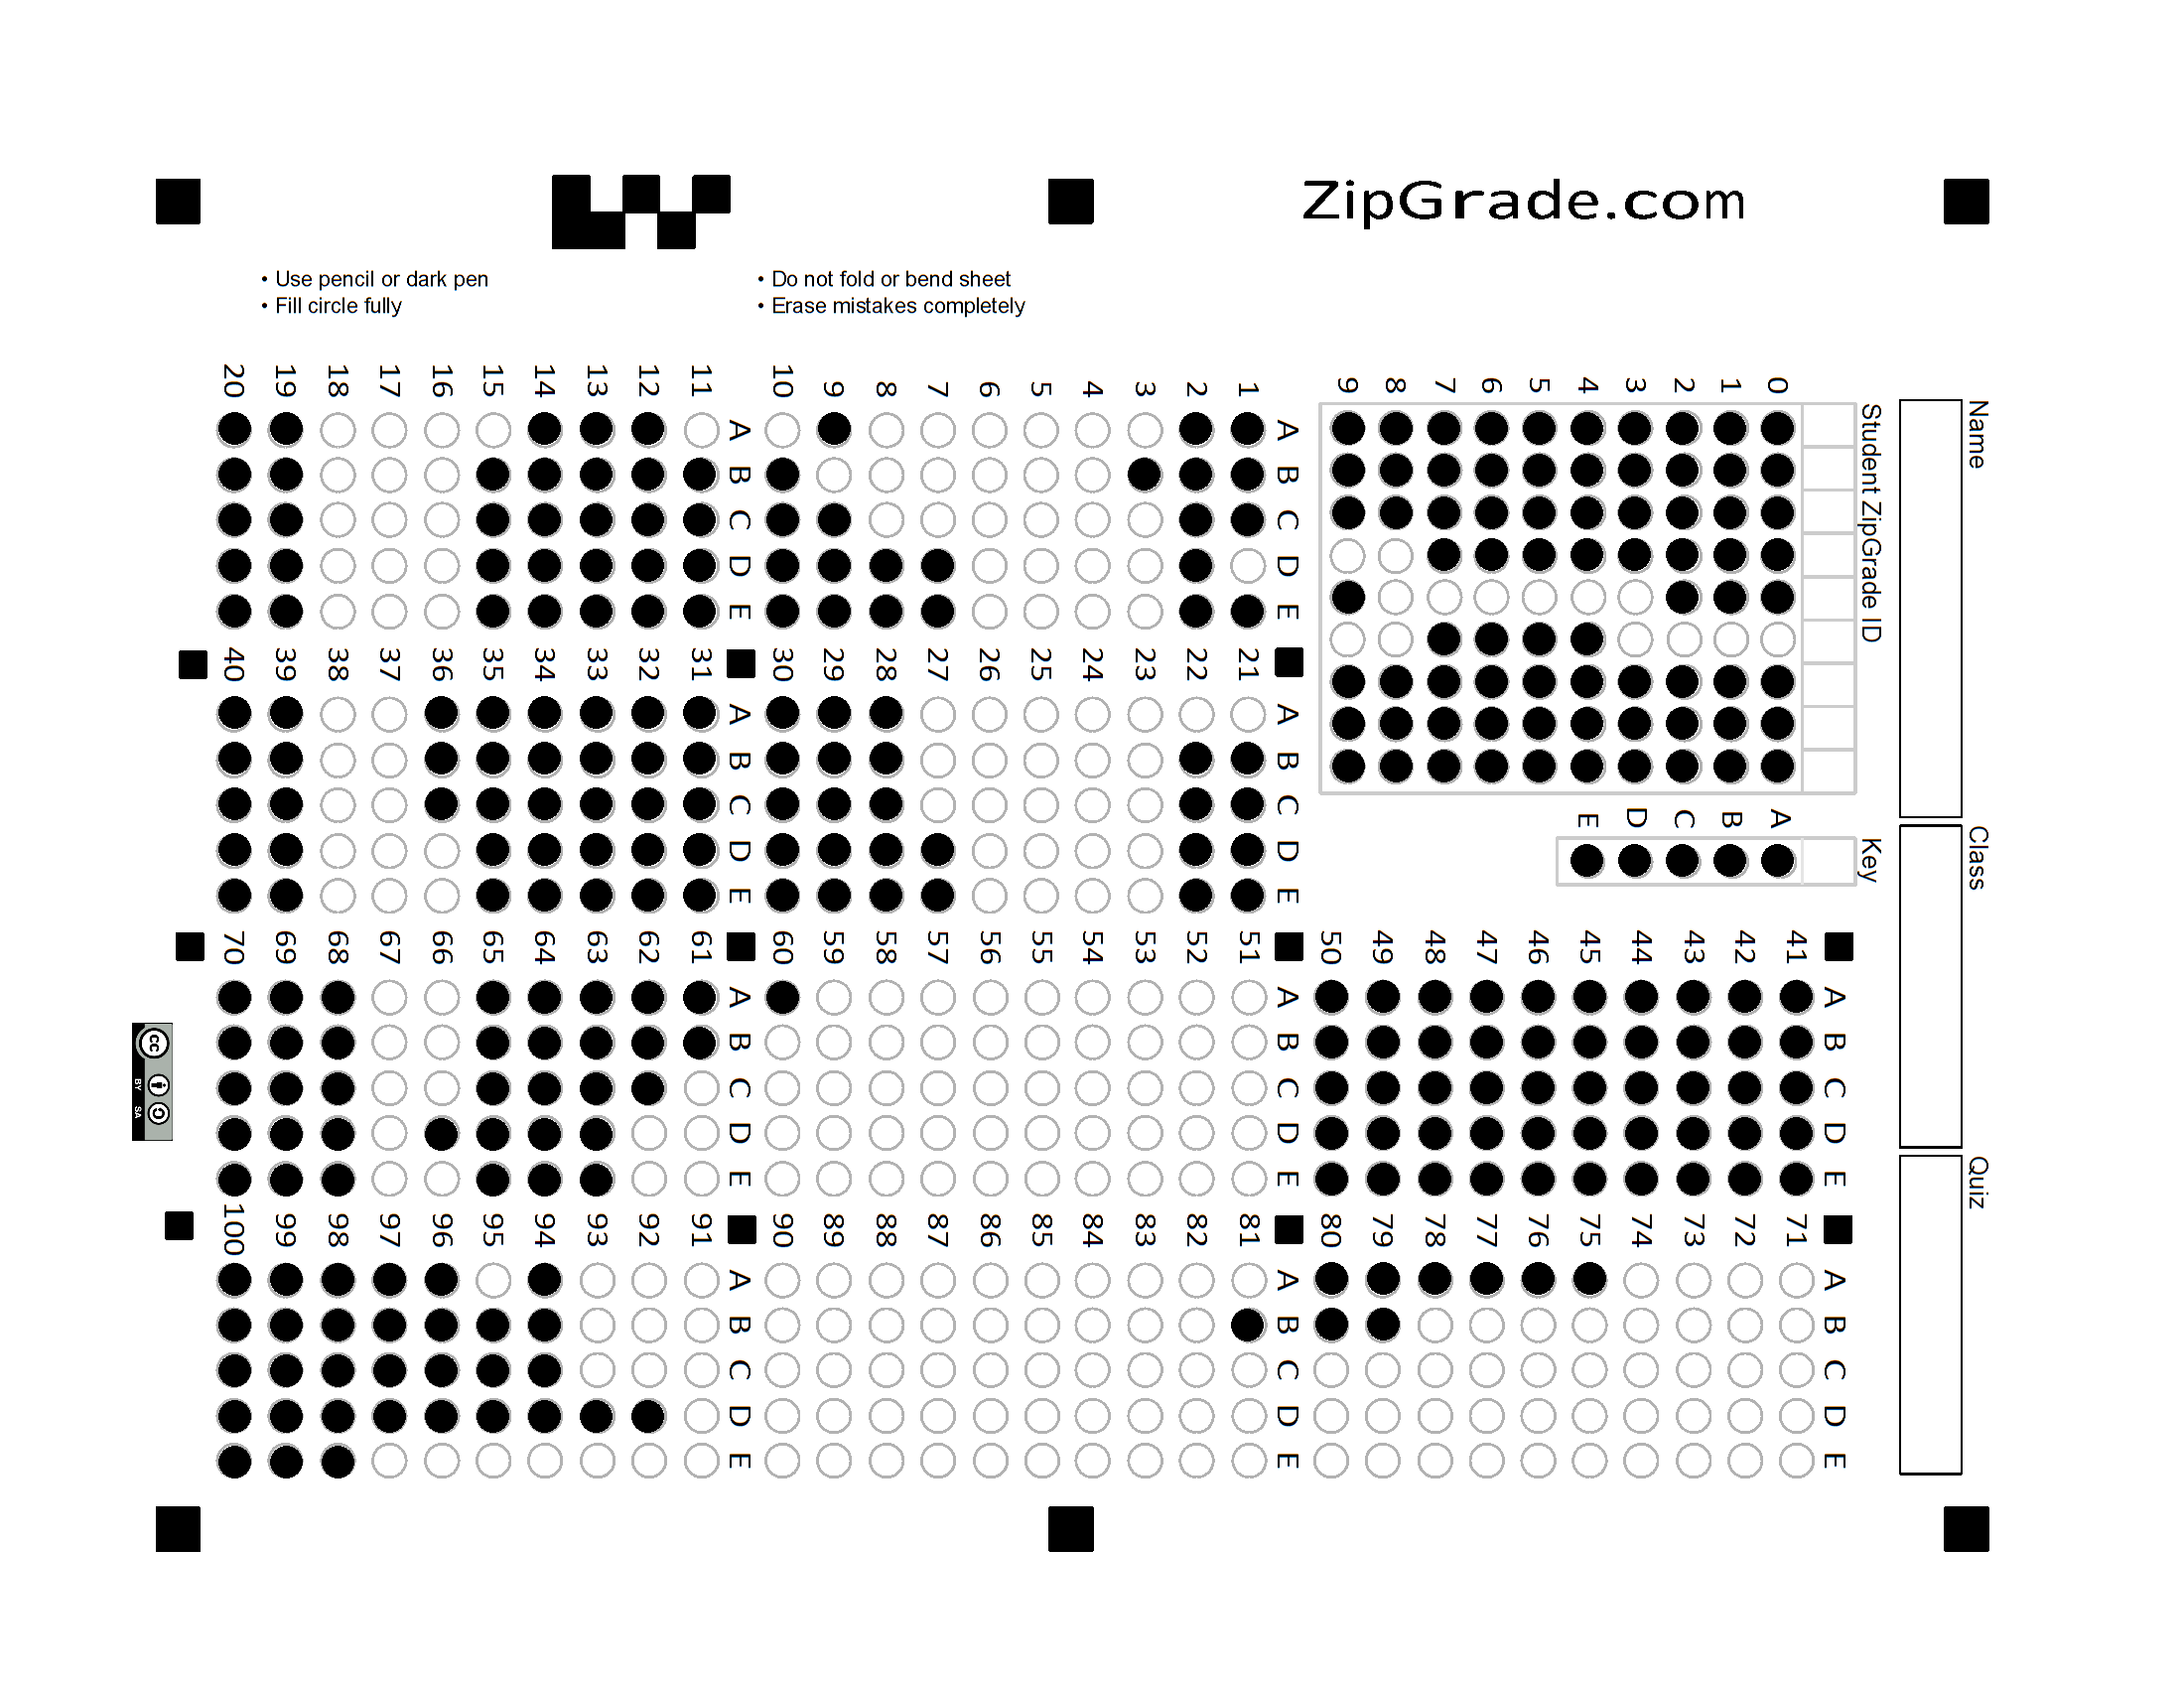 ZipGrade.com
• Use pencil or dark pen
• Fill circle fully
• Do not fold or bend sheet
• Erase mistakes completely
Name
Class
Quiz
Student ZipGrade ID
0 1 2 3 4 5 6 7 8 9
Key
A B C D E
A B C D E
1 2 3 4 5 6 7 8 9 10
A B C D E
11 12 13 14 15 16 17 18 19 20
A B C D E
21 22 23 24 25 26 27 28 29 30
A B C D E
31 32 33 34 35 36 37 38 39 40
A B C D E
41 42 43 44 45 46 47 48 49 50
A B C D E
51 52 53 54 55 56 57 58 59 60
A B C D E
61 62 63 64 65 66 67 68 69 70
A B C D E
71 72 73 74 75 76 77 78 79 80
A B C D E
81 82 83 84 85 86 87 88 89 90
A B C D E
91 92 93 94 95 96 97 98 99 100
cc BY SA